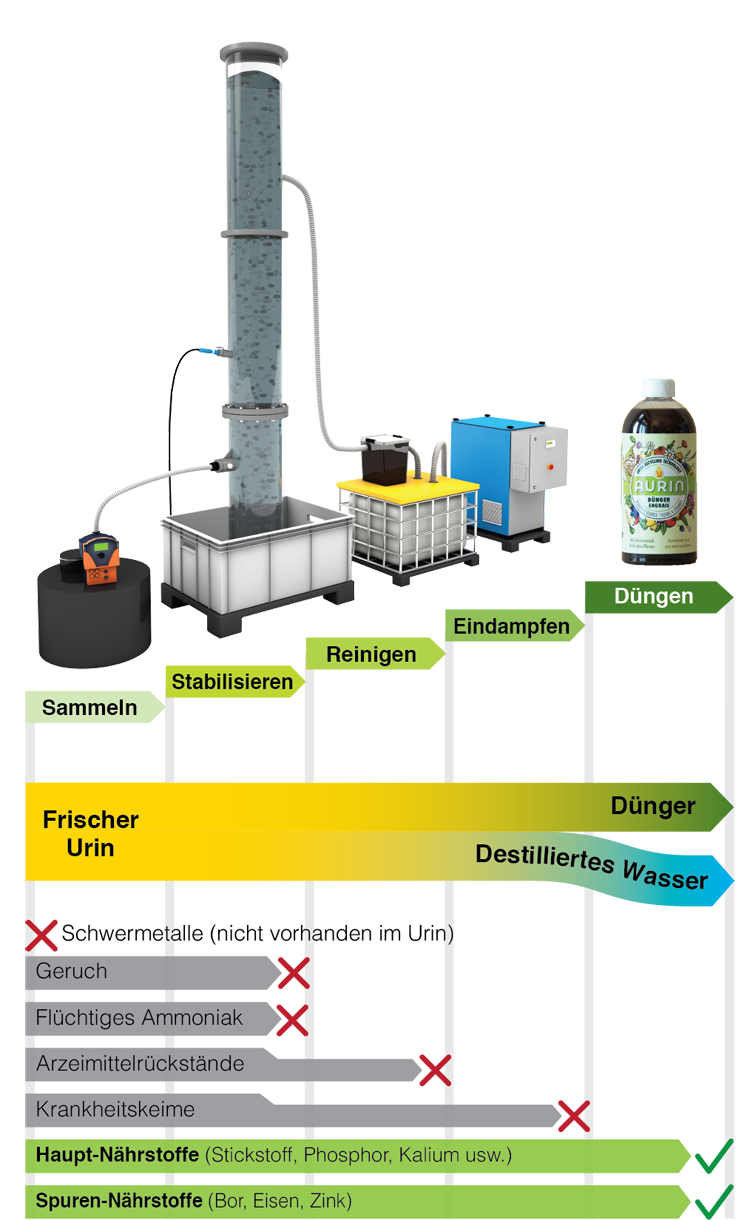 AURIN
DÜNGER
ENGRAIS
Düngen
Eindampfen
Reinigen
Stabilisieren
Sammeln
Frischer
Urin
Dünger
Destilliertes Wasser
Schwermetalle (nicht vorhanden im Urin)
Geruch
Flüchtiges Ammoniak
Arzeimittelrückstände
Krankheitskeime
Haupt-Nährstoffe (Stickstoff, Phosphor, Kalium usw.)
Spuren-Nährstoffe (Bor, Eisen, Zink)